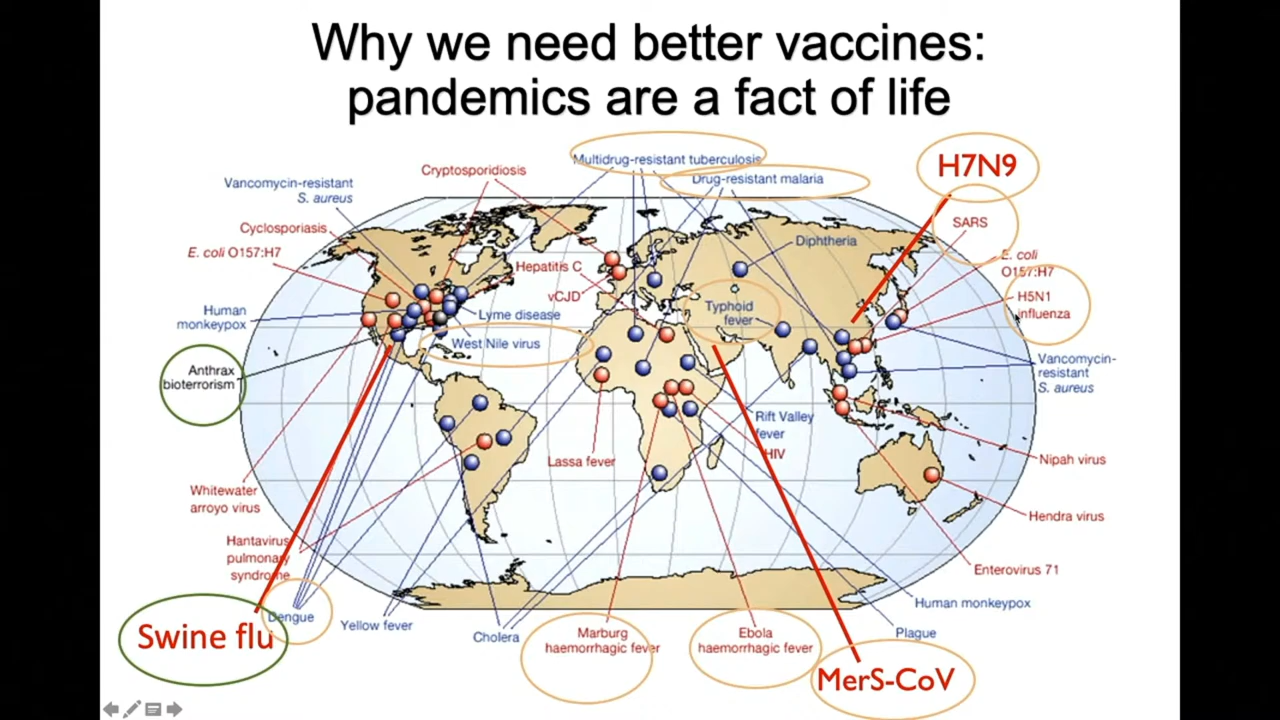 Why we need better vaccines:
pandemics are a fact of life
Multidrug-resistant tuberculosis
H7N9
Cryptosporidiosis
Drug-resistant malaria
Vancomycin-resistant
S. aureus
SARS
Cyclosporiasis
Diphtheria
E. coli O157:H7
E. coli
O157:H7
Hepatitis C
vCJD
H5N1
influenza
Typhoid
fever
Human
monkeypox
Lyme disease
West Nile virus
Anthrax
bioterrorism
Vancomycin-
resistant
S. aureus
Rift Valley
fever
HIV
Lassa fever
Nipah virus
Whitewater
arroyo virus
Hendra virus
Hantavirus
pulmonary
syndrome
Enterovirus 71
Human monkeypox
Dengue
Yellow fever
Swine flu
Cholera
Marburg
haemorrhagic fever
Ebola
haemorrhagic fever
Plague
MerS-CoV